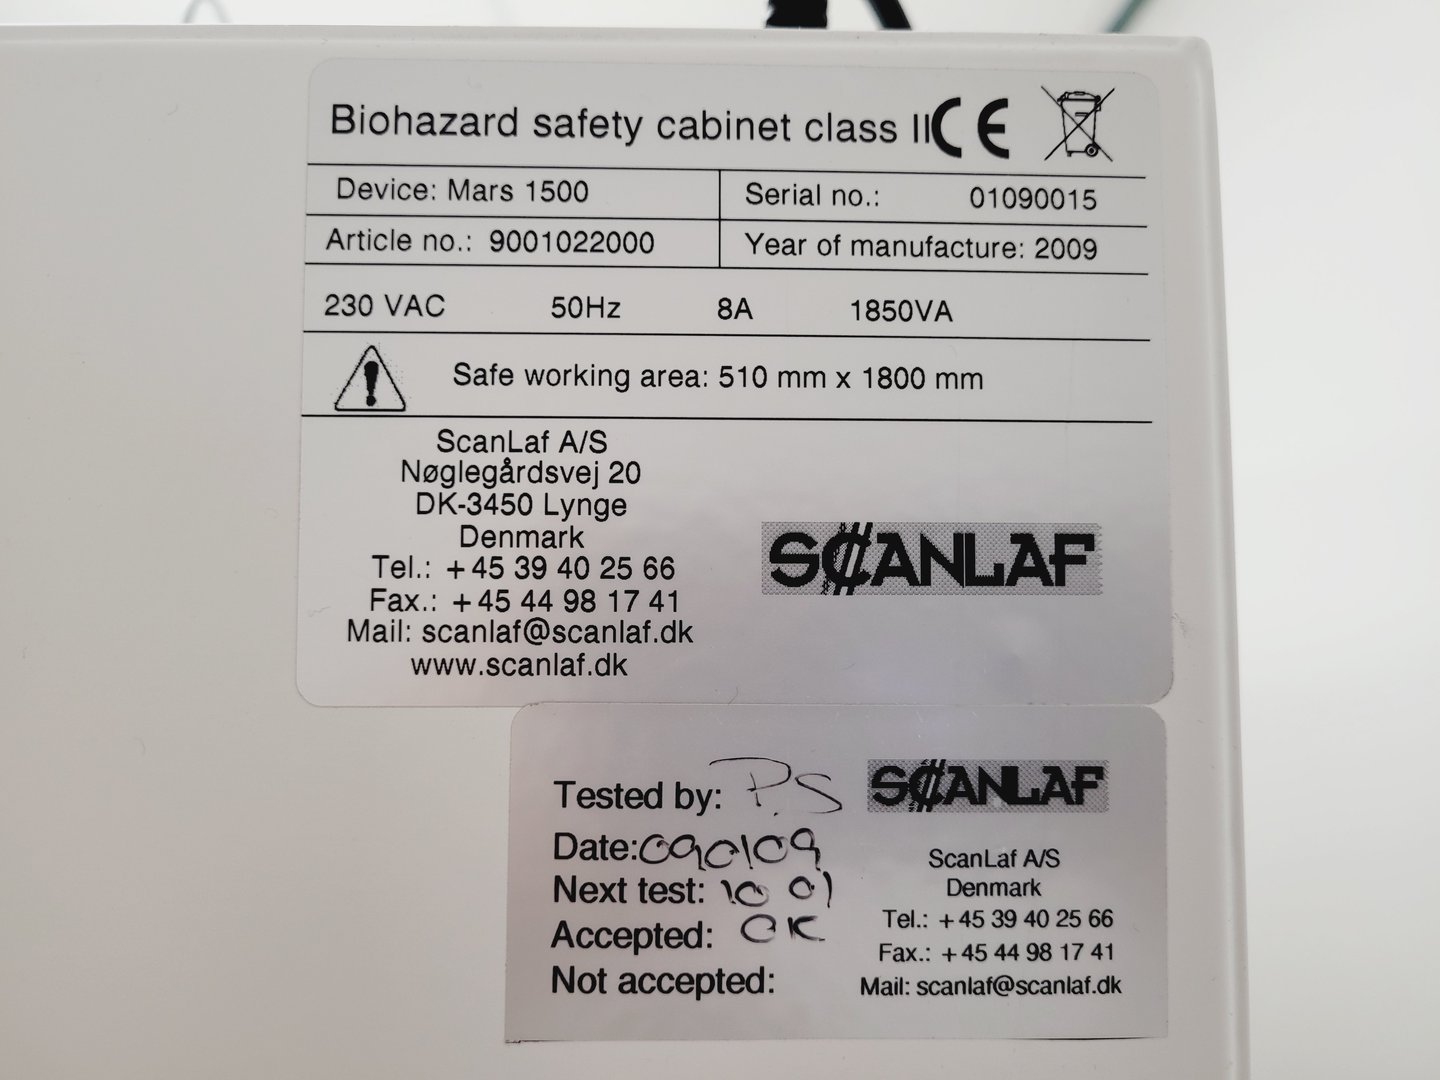 Biohazard safety cabinet class II CE
Device: Mars 1500 Serial no.: 01090015
Article no.: 9001022000 Year of manufacture: 2009
230 VAC 50Hz 8A 1850VA
Safe working area: 510 mm x 1800 mm
ScanLaf A/S
Nøglegårdsvej 20
DK-3450 Lynge
Denmark
Tel.: +45 39 40 25 66
Fax.: +45 44 98 17 41
Mail: scanlaf@scanlaf.dk
www.scanlaf.dk
SCANLAF
Tested by: P.S
Date: 090109
Next test: 10 01
Accepted: OK
Not accepted:
SCANLAF
ScanLaf A/S
Denmark
Tel.: +45 39 40 25 66
Fax.: +45 44 98 17 41
Mail: scanlaf@scanlaf.dk